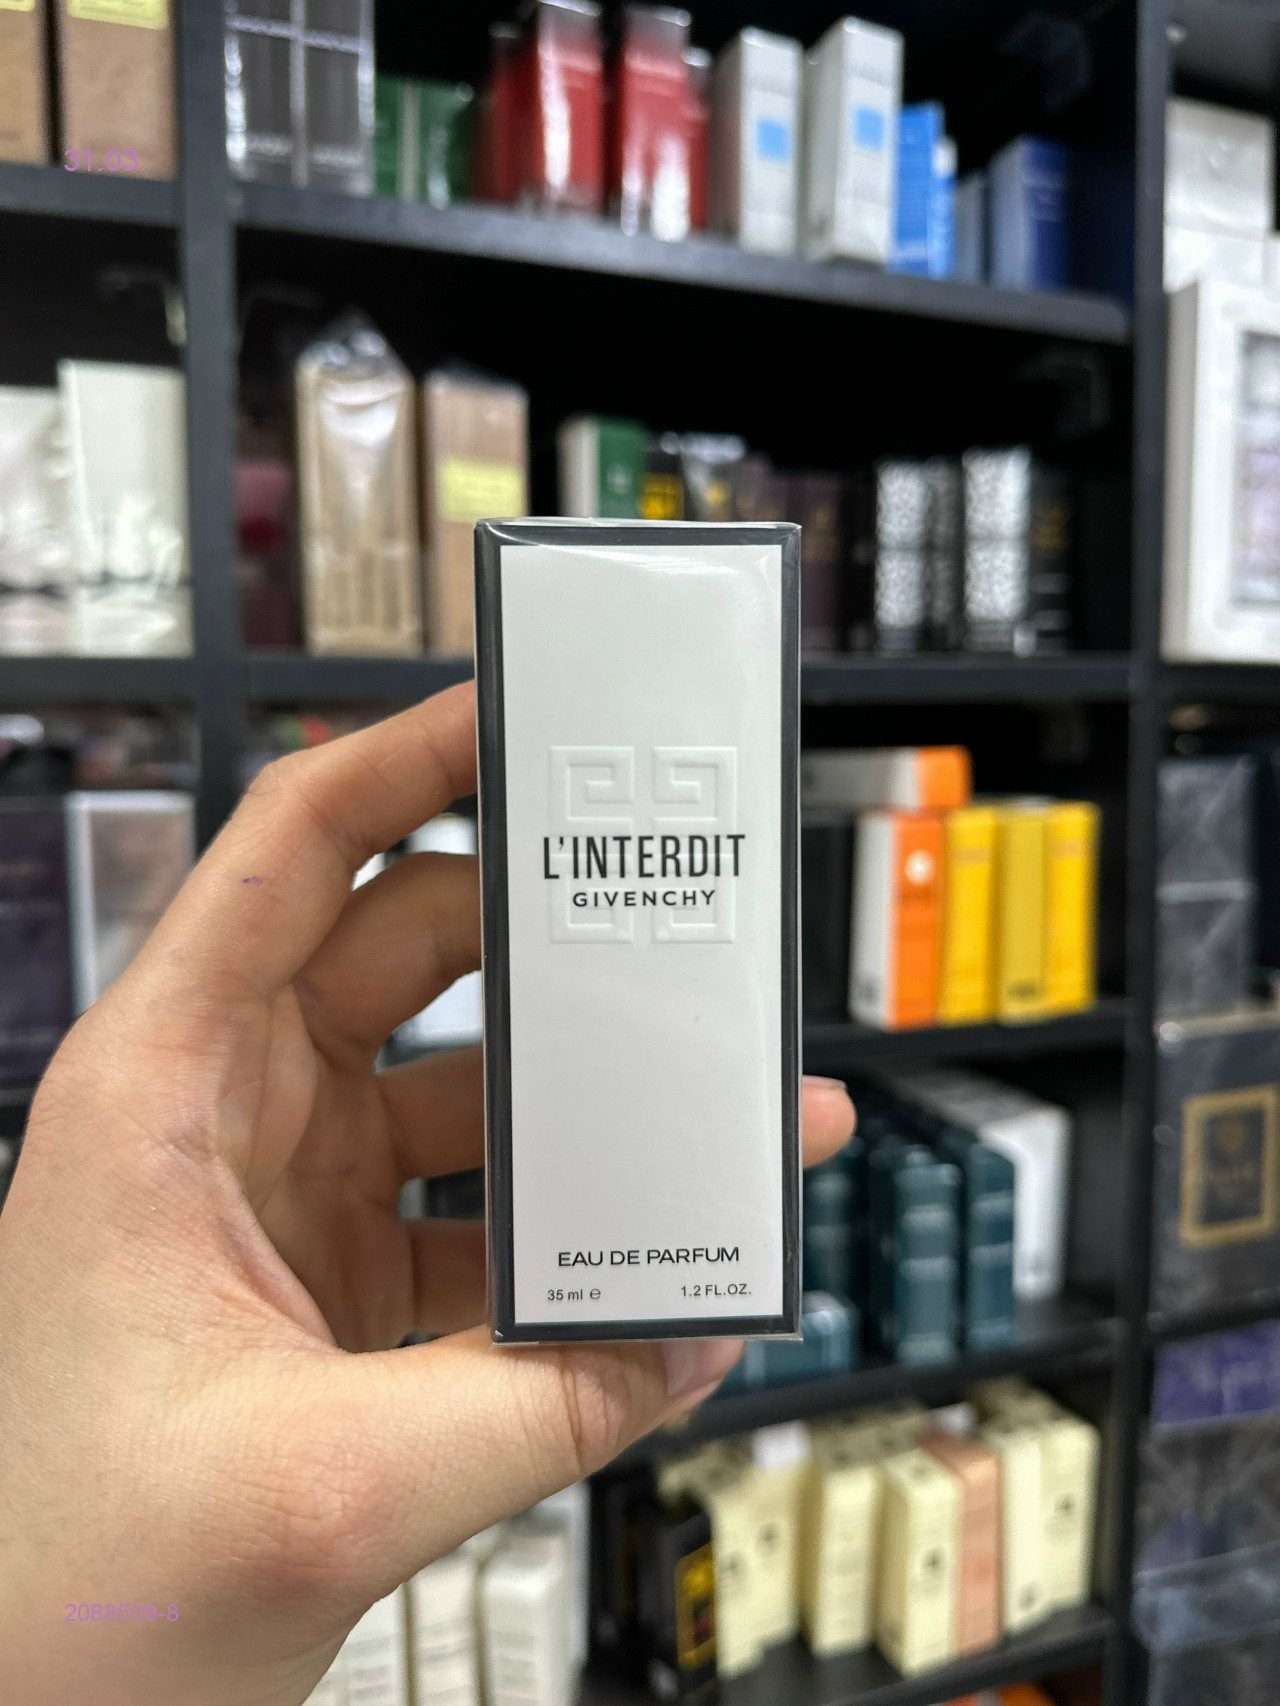 31.03
L'INTERDIT
GIVENCHY
EAU DE PARFUM
35 ml ℮ 1.2 FL.OZ.
2088509-8